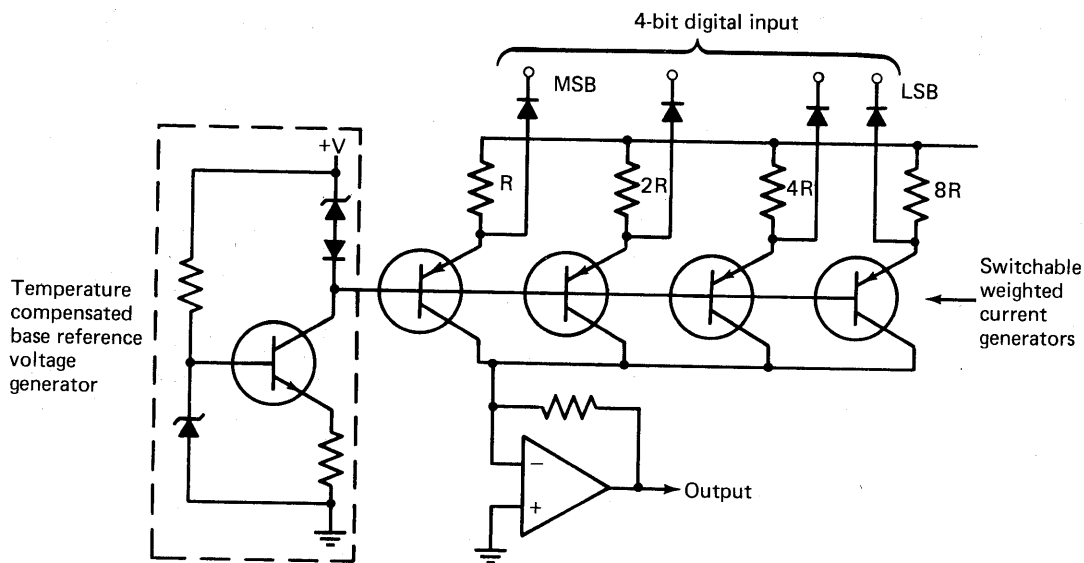 4-bit digital input
MSB
LSB
+V
R
2R
4R
8R
Temperature
compensated
base reference
voltage
generator
Switchable
weighted
current
generators
−
+
Output